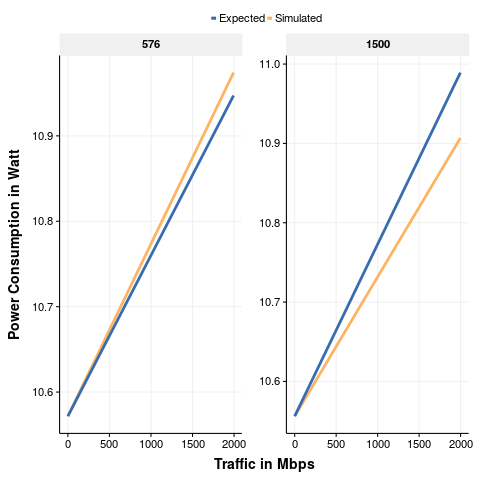 Expected Simulated
576
1500
Power Consumption in Watt
10.9
10.8
10.7
10.6
11.0
10.9
10.8
10.7
10.6
0 500 1000 1500 2000
0 500 1000 1500 2000
Traffic in Mbps